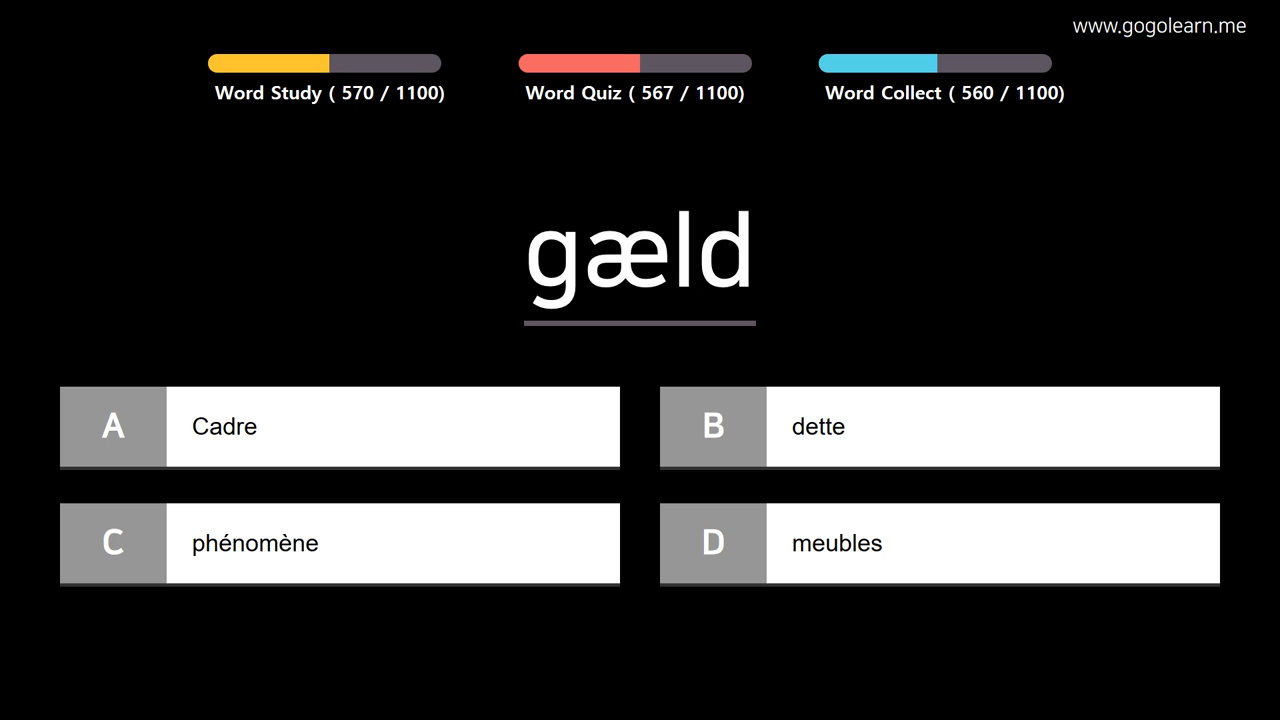 www.gogolearn.me
Word Study ( 570 / 1100)
Word Quiz ( 567 / 1100)
Word Collect ( 560 / 1100)
gæld
A Cadre
B dette
C phénomène
D meubles